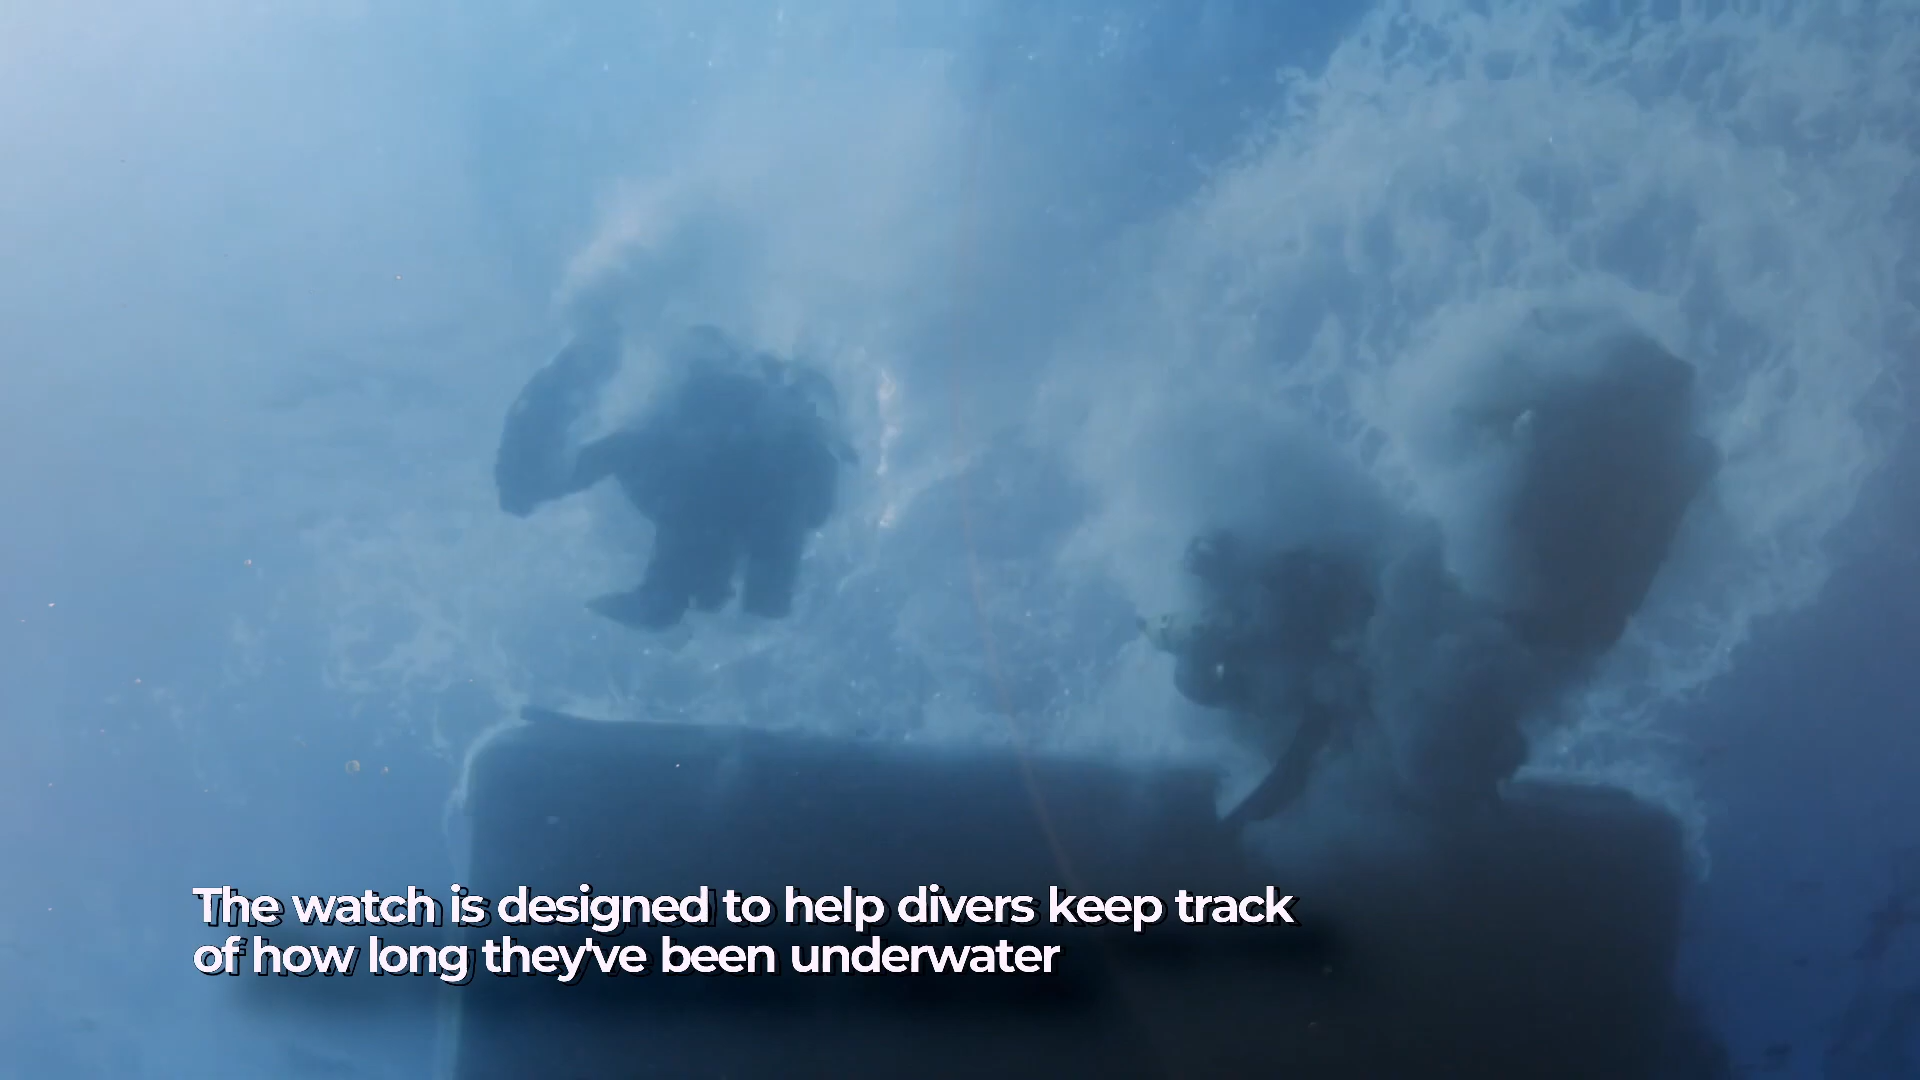 The watch is designed to help divers keep track
of how long they've been underwater